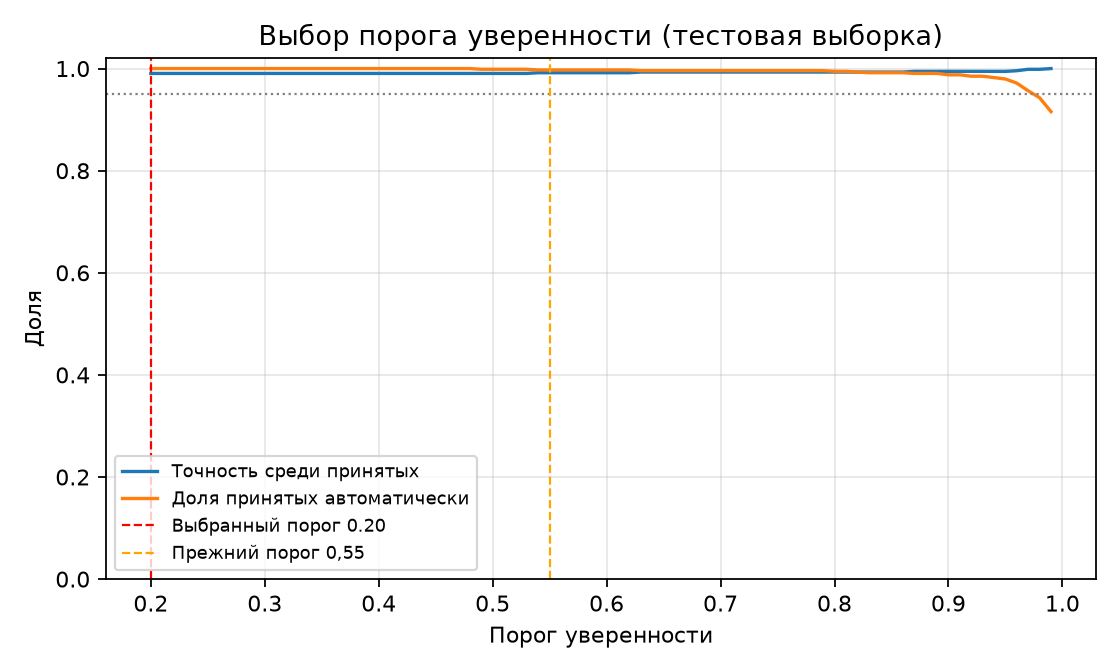 Выбор порога уверенности (тестовая выборка)
Доля
1.0
0.8
0.6
0.4
0.2
0.0
Точность среди принятых
Доля принятых автоматически
Выбранный порог 0.20
Прежний порог 0,55
0.2 0.3 0.4 0.5 0.6 0.7 0.8 0.9 1.0
Порог уверенности